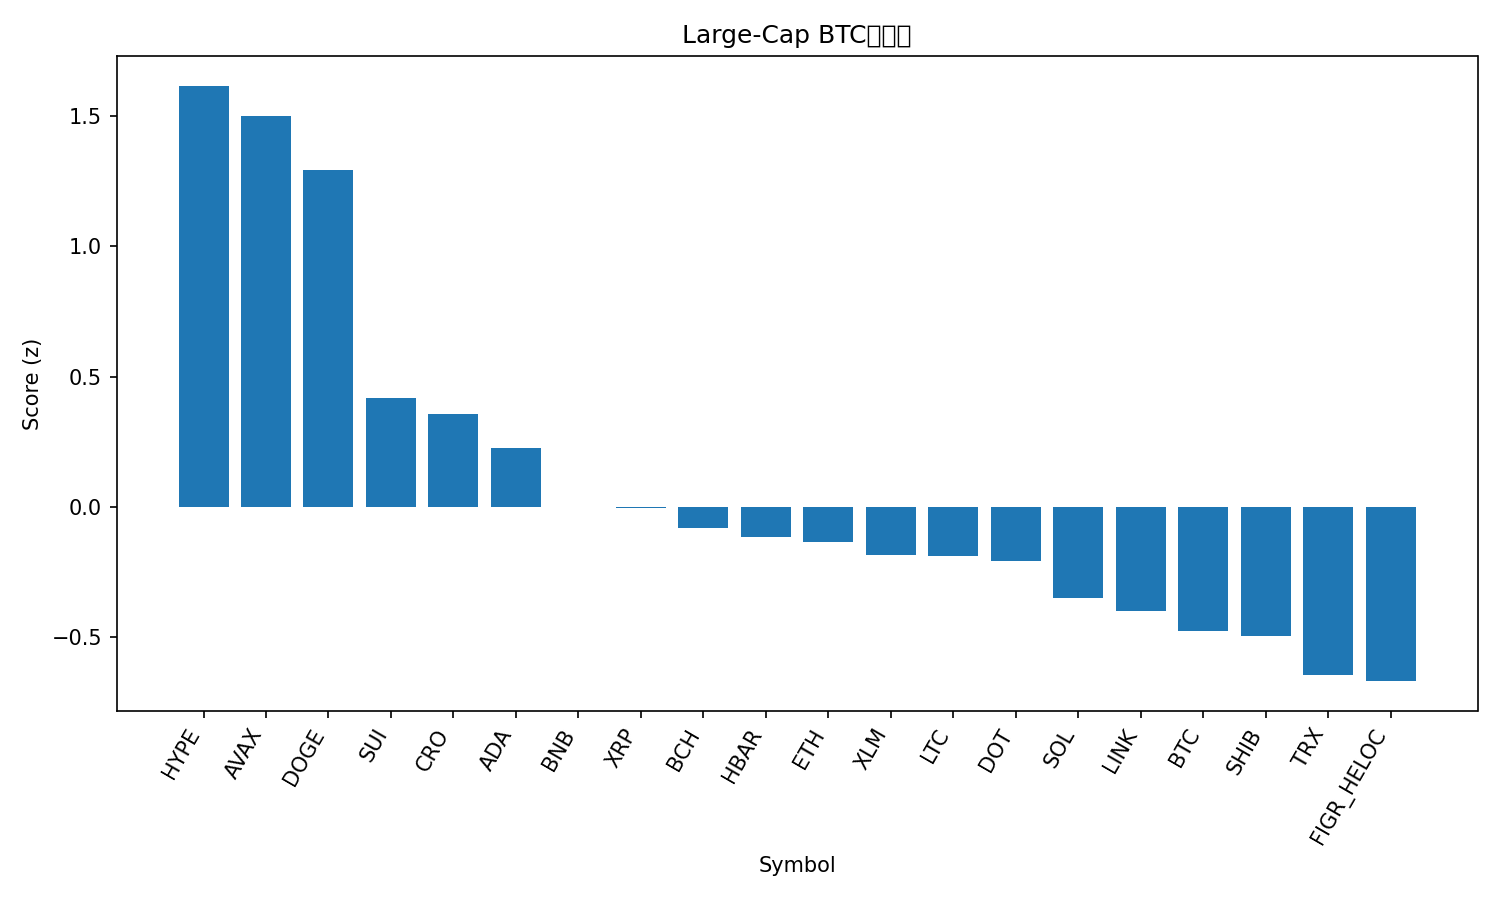 Large-Cap BTC
1.5
1.0
0.5
0.0
−0.5
Score (z)
HYPE
AVAX
DOGE
SUI
CRO
ADA
BNB
XRP
BCH
HBAR
ETH
XLM
LTC
DOT
SOL
LINK
BTC
SHIB
TRX
FIGR_HELOC
Symbol